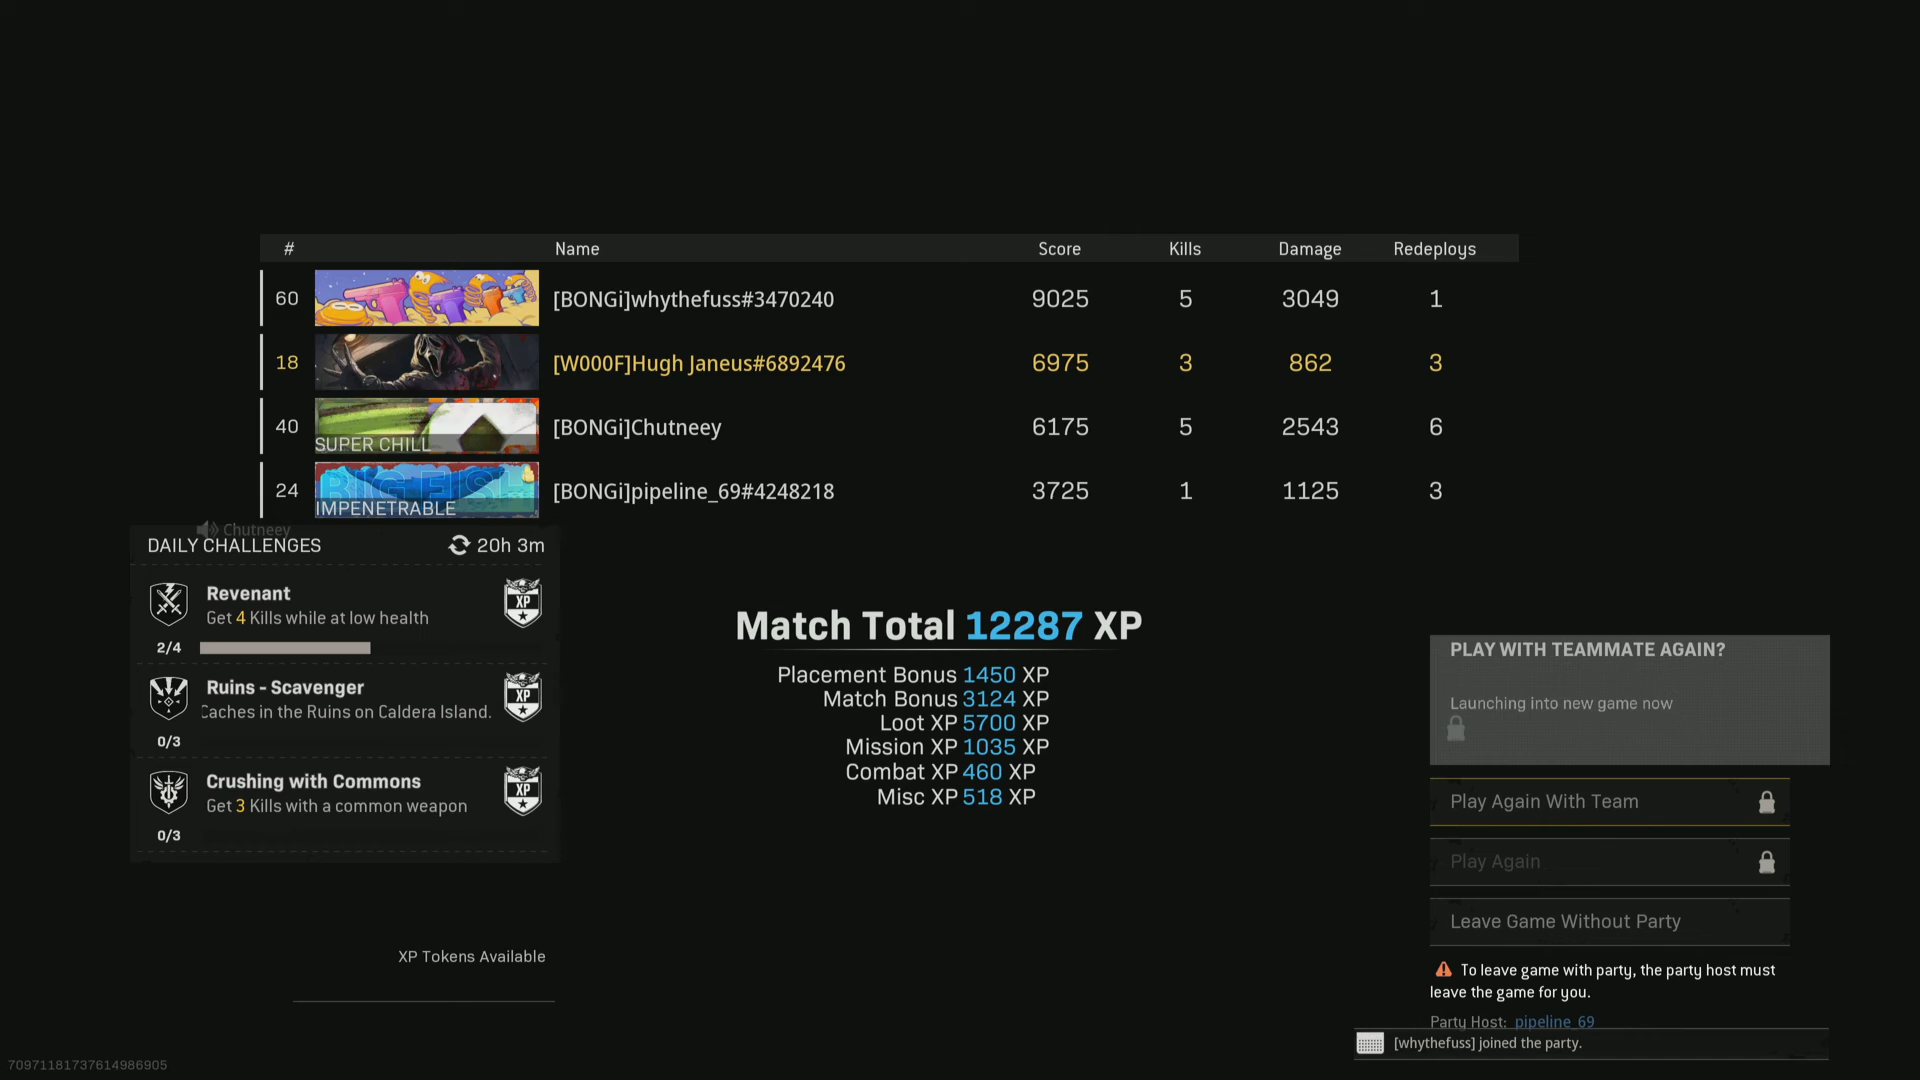 # Name Score Kills Damage Redeploys
60 [BONGi]whythefuss#3470240 9025 5 3049 1
18 [W000F]Hugh Janeus#6892476 6975 3 862 3
40 SUPER CHILL [BONGi]Chutneey 6175 5 2543 6
24 BIG FISH IMPENETRABLE [BONGi]pipeline_69#4248218 3725 1 1125 3
Chutneey
DAILY CHALLENGES 20h 3m
Revenant
XP
Get 4 Kills while at low health
2/4
Ruins - Scavenger
XP
Caches in the Ruins on Caldera Island.
0/3
Crushing with Commons
XP
Get 3 Kills with a common weapon
0/3
XP Tokens Available
Match Total 12287 XP
Placement Bonus 1450 XP
Match Bonus 3124 XP
Loot XP 5700 XP
Mission XP 1035 XP
Combat XP 460 XP
Misc XP 518 XP
PLAY WITH TEAMMATE AGAIN?
Launching into new game now
Play Again With Team
Play Again
Leave Game Without Party
To leave game with party, the party host must
leave the game for you.
Party Host: pipeline_69
[whythefuss] joined the party.
70971181737614986905